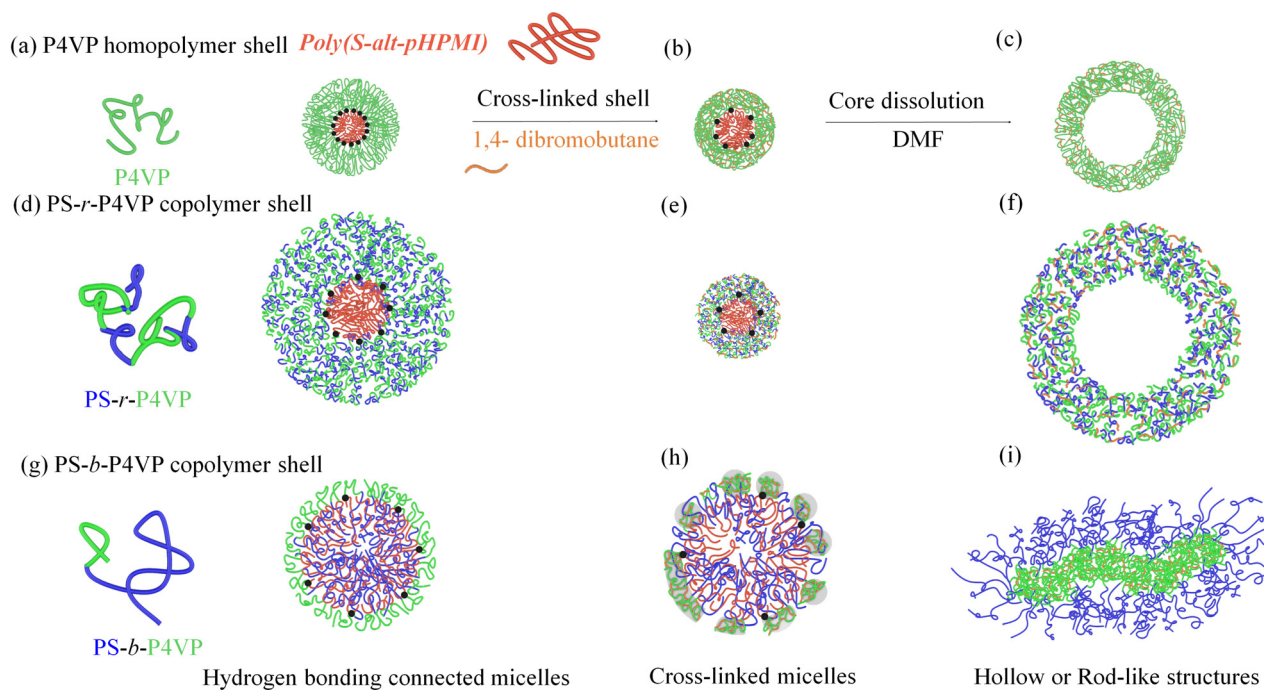 (a) P4VP homopolymer shell
Poly(S-alt-pHPMI)
(b)
(c)
Cross-linked shell
1,4- dibromobutane
Core dissolution
DMF
P4VP
(d) PS-r-P4VP copolymer shell
(e)
(f)
PS-r-P4VP
(g) PS-b-P4VP copolymer shell
(h)
(i)
PS-b-P4VP
Hydrogen bonding connected micelles
Cross-linked micelles
Hollow or Rod-like structures